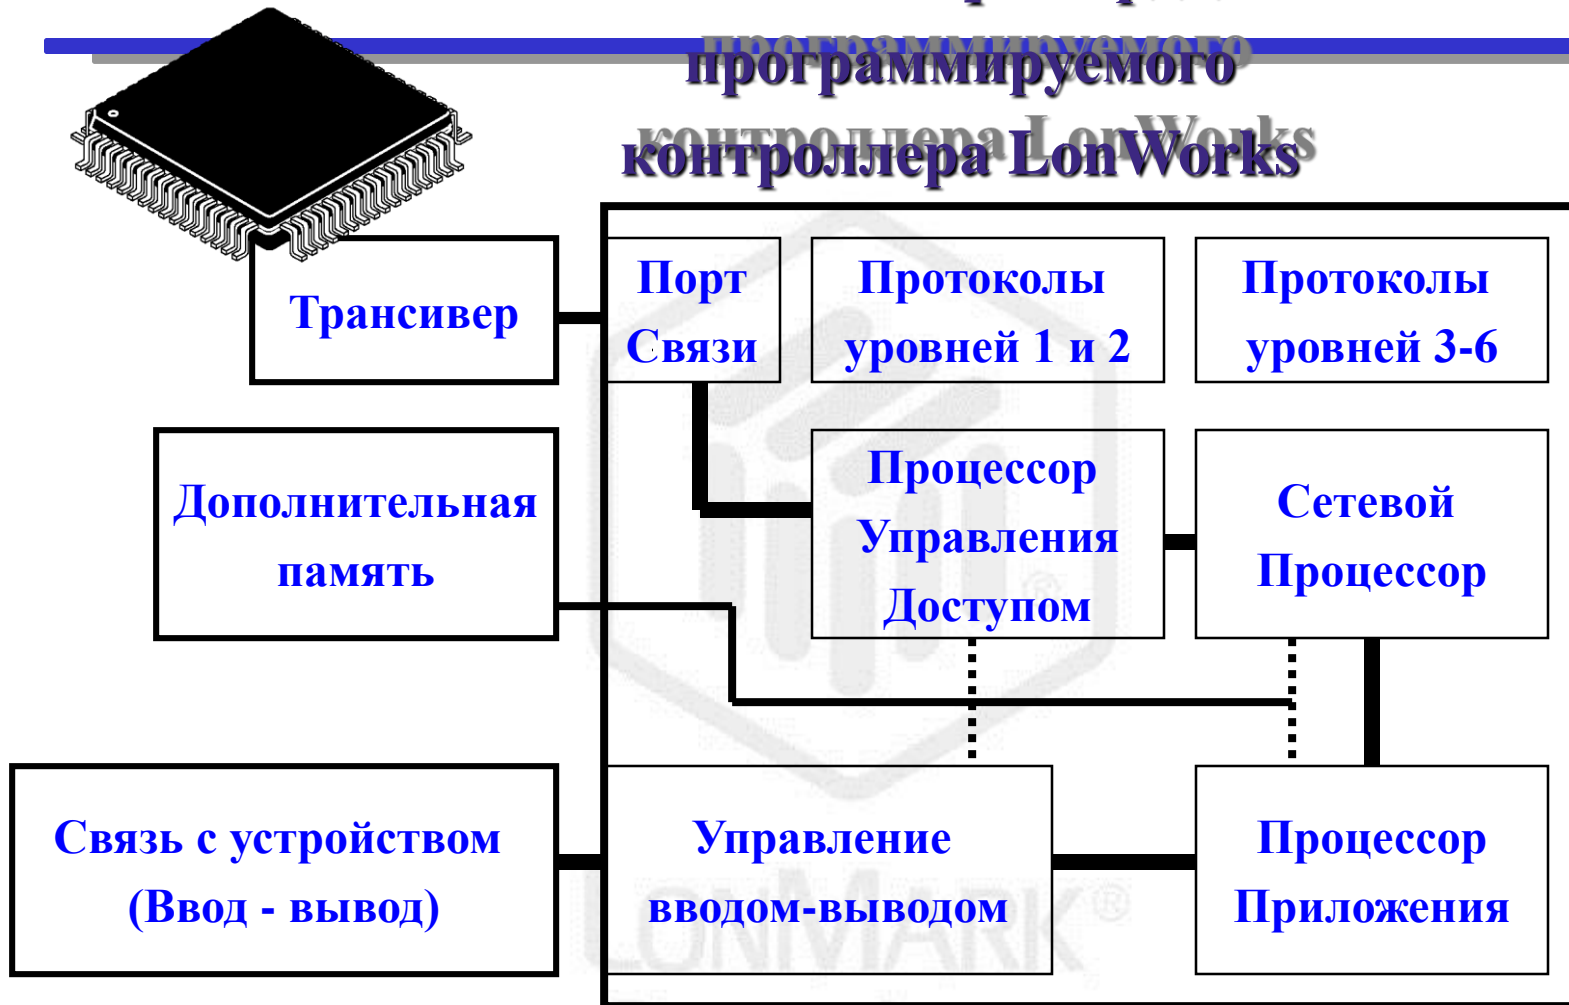 программируемого
контроллера LonWorks
Трансивер
Порт
Связи
Протоколы
уровней 1 и 2
Протоколы
уровней 3-6
Дополнительная
память
Процессор
Управления
Доступом
Сетевой
Процессор
Связь с устройством
(Ввод - вывод)
Управление
вводом-выводом
Процессор
Приложения
LONMARK®